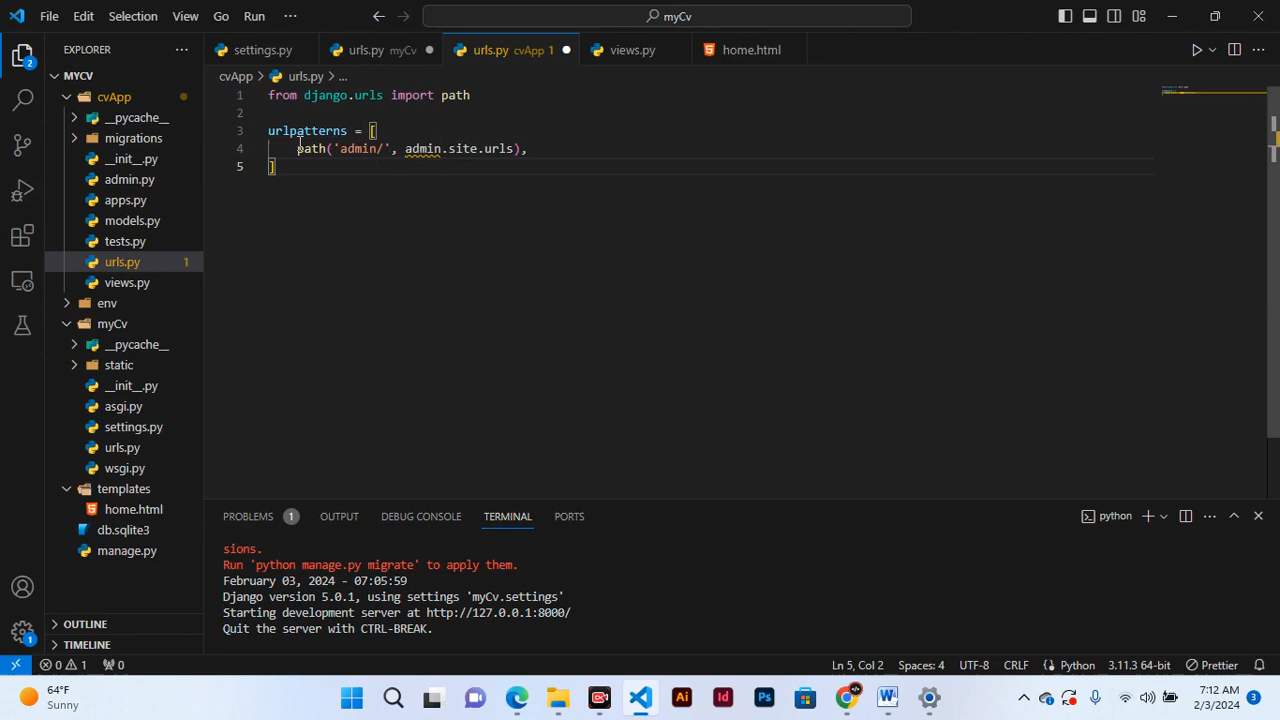 File Edit Selection View Go Run ··· myCv
EXPLORER ··· settings.py urls.py myCv urls.py cvApp 1 views.py home.html
MYCV
cvApp > urls.py > ...
cvApp
__pycache__
migrations
__init__.py
admin.py
apps.py
models.py
tests.py
urls.py 1
views.py
env
myCv
__pycache__
static
__init__.py
asgi.py
settings.py
urls.py
wsgi.py
templates
home.html
db.sqlite3
manage.py
OUTLINE
TIMELINE
2
1
1 from django.urls import path
2
3 urlpatterns = [
4     path('admin/', admin.site.urls),
5 ]
PROBLEMS 1 OUTPUT DEBUG CONSOLE TERMINAL PORTS python
sions.
Run 'python manage.py migrate' to apply them.
February 03, 2024 - 07:05:59
Django version 5.0.1, using settings 'myCv.settings'
Starting development server at http://127.0.0.1:8000/
Quit the server with CTRL-BREAK.
0 1 0 Ln 5, Col 2 Spaces: 4 UTF-8 CRLF Python 3.11.3 64-bit Prettier
64°F
Sunny
Ai Id Ps W
7:12 AM
2/3/2024
3